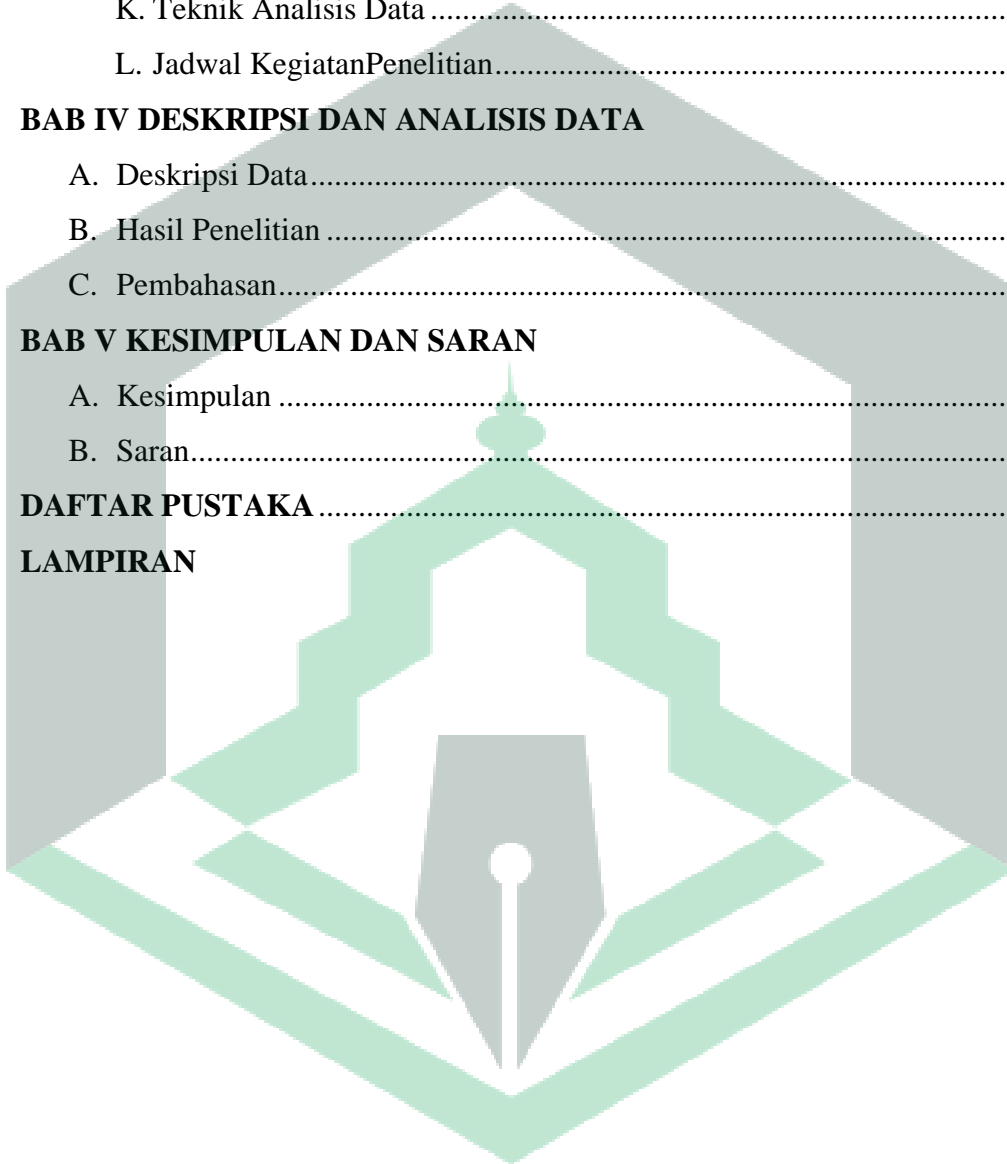 K. Teknik Analisis Data ........................................................................
L. Jadwal KegiatanPenelitian................................................................
BAB IV DESKRIPSI DAN ANALISIS DATA
A. Deskripsi Data.......................................................................................
B. Hasil Penelitian .....................................................................................
C. Pembahasan...........................................................................................
BAB V KESIMPULAN DAN SARAN
A. Kesimpulan ...........................................................................................
B. Saran......................................................................................................
DAFTAR PUSTAKA......................................................................................
LAMPIRAN